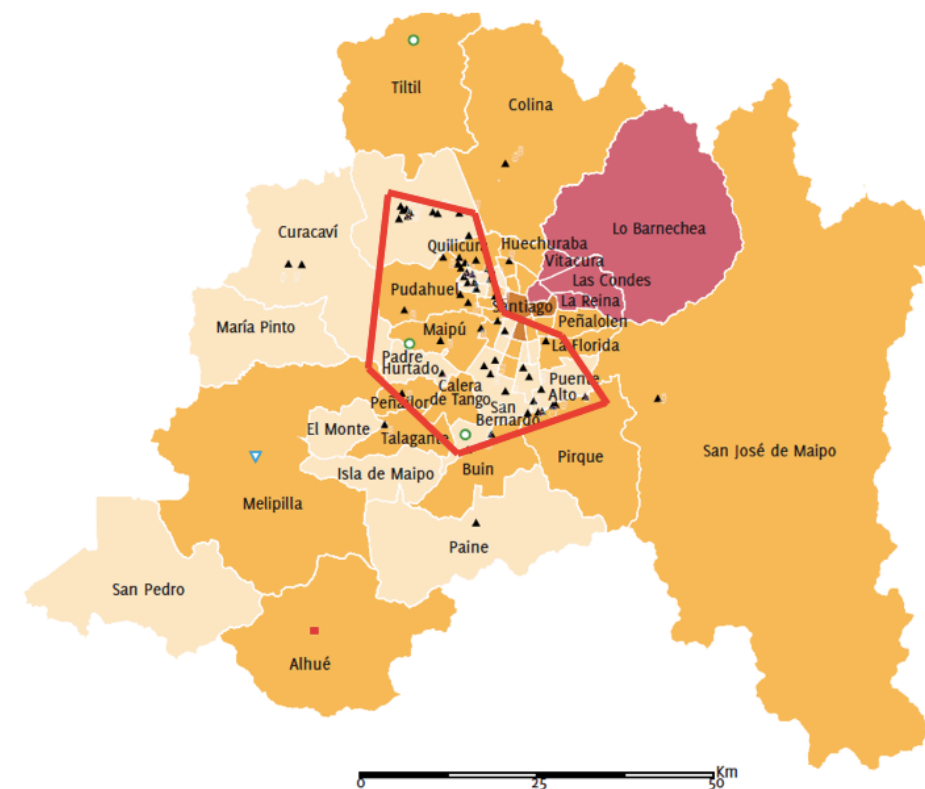 Tiltil
Colina
Curacaví
Quilicura
Huechuraba
Lo Barnechea
Vitacura
Las Condes
Pudahuel
La Reina
Santiago
María Pinto
Maipú
Peñalolen
La Florida
Padre
Hurtado
Calera
de Tango
Puente
Alto
Peñaflor
San
Bernardo
El Monte
Talagante
San José de Maipo
Isla de Maipo
Buin
Pirque
Melipilla
Paine
San Pedro
Alhué
Km
0
25
50